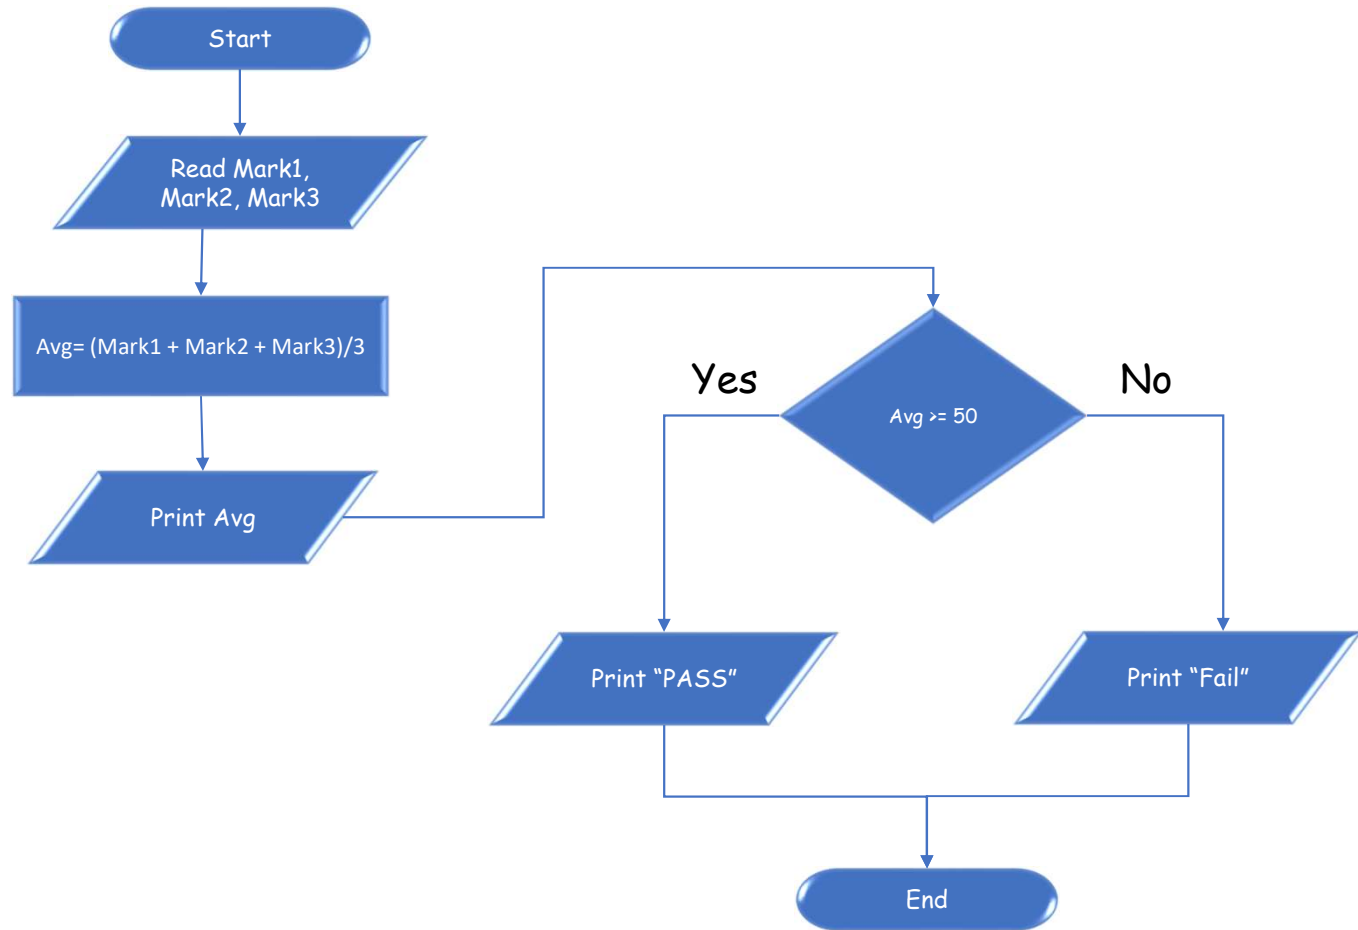 Start
Read Mark1,
Mark2, Mark3
Avg= (Mark1 + Mark2 + Mark3)/3
Print Avg
Yes
No
Avg >= 50
Print “PASS”
Print “Fail”
End